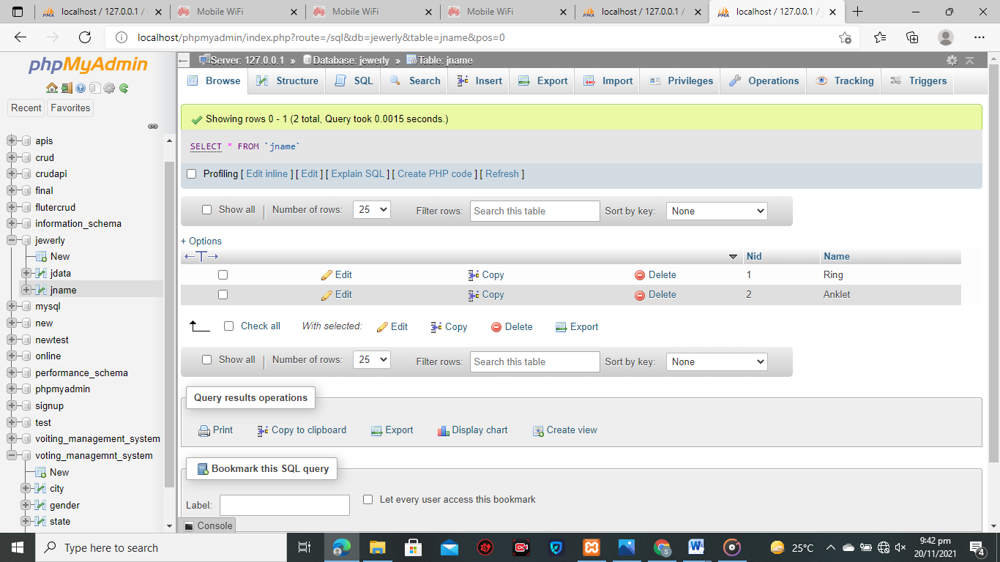 localhost / 127.0.0.1 / v
Mobile WiFi
Mobile WiFi
Mobile WiFi
localhost / 127.0.0.1 /
localhost / 127.0.0.1 / j
localhost/phpmyadmin/index.php?route=/sql&db=jewerly&table=jname&pos=0
phpMyAdmin
Recent
Favorites
apis
crud
crudapi
final
flutercrud
information_schema
jewerly
New
jdata
jname
mysql
new
newtest
online
performance_schema
phpmyadmin
signup
test
voiting_management_system
voting_managemnt_system
New
city
gender
state
Server: 127.0.0.1 » Database: jewerly » Table: jname
Browse
Structure
SQL
Search
Insert
Export
Import
Privileges
Operations
Tracking
Triggers
Showing rows 0 - 1 (2 total, Query took 0.0015 seconds.)
SELECT * FROM `jname`
Profiling [ Edit inline ] [ Edit ] [ Explain SQL ] [ Create PHP code ] [ Refresh ]
Show all | Number of rows: 25 Filter rows: Search this table Sort by key: None
+ Options
←T→ Nid Name
Edit Copy Delete 1 Ring
Edit Copy Delete 2 Anklet
Check all With selected: Edit Copy Delete Export
Show all | Number of rows: 25 Filter rows: Search this table Sort by key: None
Query results operations
Print Copy to clipboard Export Display chart Create view
Bookmark this SQL query
Label: Let every user access this bookmark
Console
Type here to search
25°C
9:42 pm
20/11/2021
4